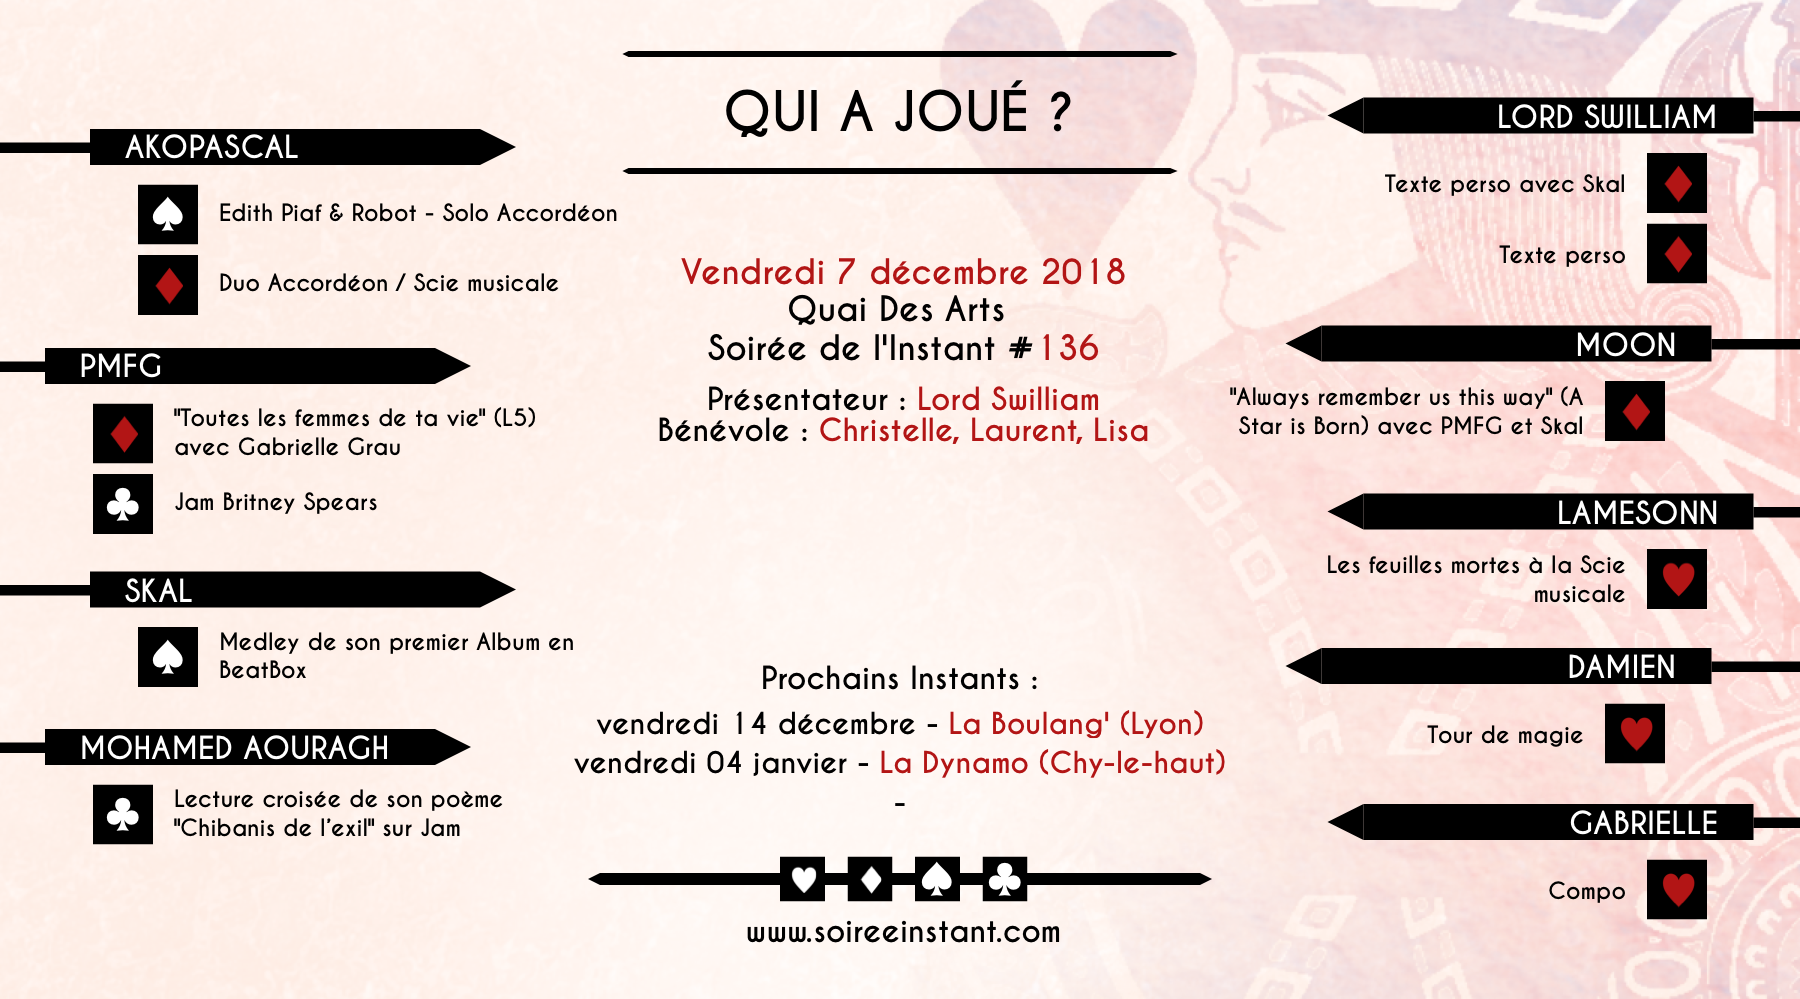 QUI A JOUÉ ?
AKOPASCAL
Edith Piaf & Robot - Solo Accordéon
Duo Accordéon / Scie musicale
PMFG
"Toutes les femmes de ta vie" (L5)
avec Gabrielle Grau
Jam Britney Spears
SKAL
Medley de son premier Album en
BeatBox
MOHAMED AOURAGH
Lecture croisée de son poème
"Chibanis de l'exil" sur Jam
Vendredi 7 décembre 2018
Quai Des Arts
Soirée de l'Instant #136
Présentateur : Lord Swilliam
Bénévole : Christelle, Laurent, Lisa
Prochains Instants :
vendredi 14 décembre - La Boulang' (Lyon)
vendredi 04 janvier - La Dynamo (Chy-le-haut)
-
www.soireeinstant.com
LORD SWILLIAM
Texte perso avec Skal
Texte perso
MOON
"Always remember us this way" (A
Star is Born) avec PMFG et Skal
LAMESONN
Les feuilles mortes à la Scie
musicale
DAMIEN
Tour de magie
GABRIELLE
Compo